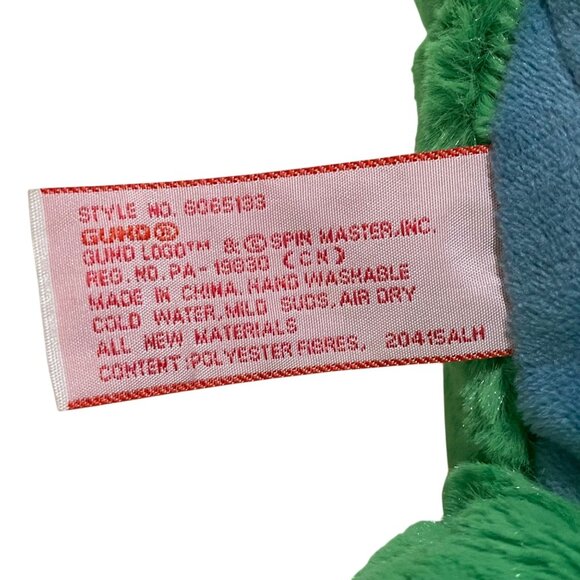 STYLE NO. 6065133
GUND®
GUND LOGO™ & © SPIN MASTER, INC.
REG. NO. PA-19930 (CN)
MADE IN CHINA, HAND WASHABLE
COLD WATER, MILD SUDS, AIR DRY
ALL NEW MATERIALS
CONTENT: POLYESTER FIBRES. 20415ALH